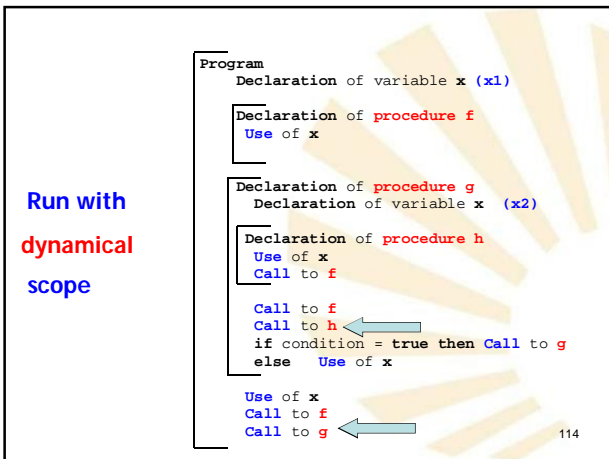 Program
Declaration of variable x (x1)
Declaration of procedure f
Use of x
Declaration of procedure g
Declaration of variable x (x2)
Declaration of procedure h
Use of x
Call to f
Run with
dynamical
scope
Call to f
Call to h
if condition = true then Call to g
else Use of x
Use of x
Call to f
Call to g
114